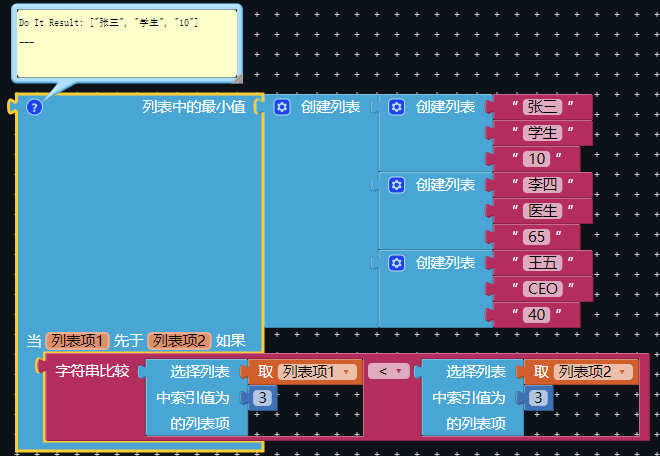 Do It Result: ["张三", "学生", "10"]
---
? 列表中的最小值 创建列表 创建列表 “ 张三 ”
“ 学生 ”
“ 10 ”
创建列表 “ 李四 ”
“ 医生 ”
“ 65 ”
创建列表 “ 王五 ”
“ CEO ”
“ 40 ”
当 列表项1 先于 列表项2 如果
字符串比较 选择列表 取 列表项1 < 选择列表 取 列表项2
中索引值为 3 中索引值为 3
的列表项 的列表项